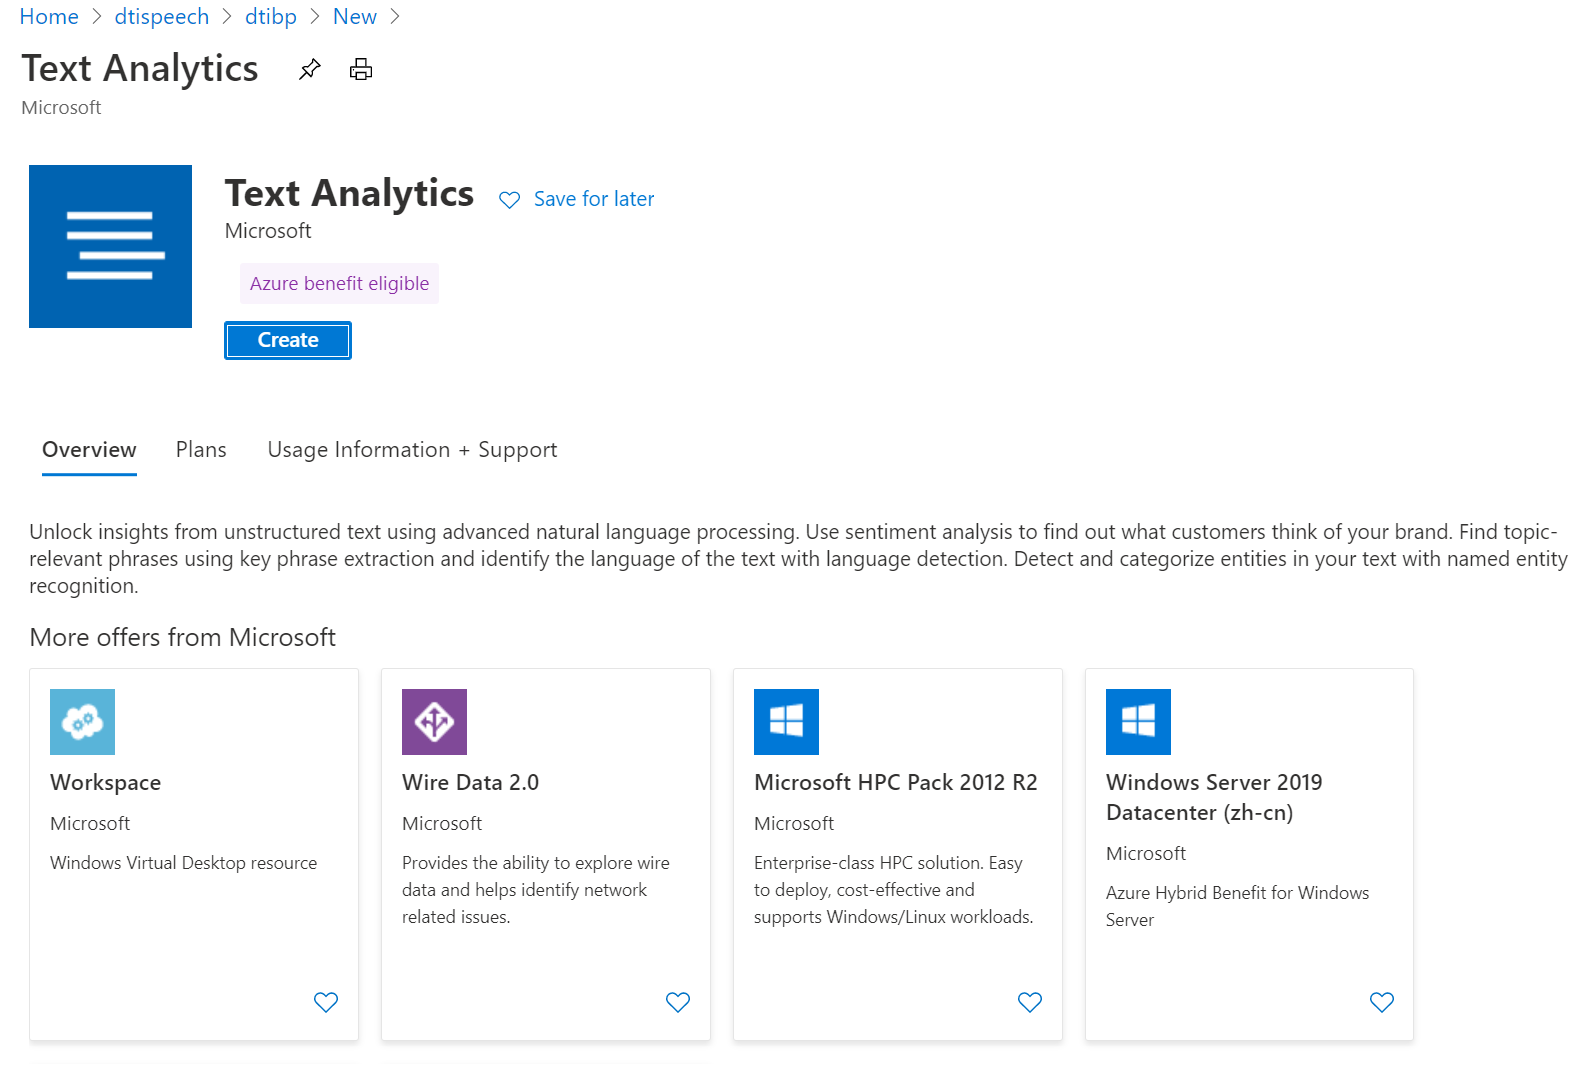 Home > dtispeech > dtibp > New >
Text Analytics
Microsoft
Text Analytics Save for later
Microsoft
Azure benefit eligible
Create
Overview Plans Usage Information + Support
Unlock insights from unstructured text using advanced natural language processing. Use sentiment analysis to find out what customers think of your brand. Find topic-
relevant phrases using key phrase extraction and identify the language of the text with language detection. Detect and categorize entities in your text with named entity
recognition.
More offers from Microsoft
Workspace
Microsoft
Windows Virtual Desktop resource
Wire Data 2.0
Microsoft
Provides the ability to explore wire
data and helps identify network
related issues.
Microsoft HPC Pack 2012 R2
Microsoft
Enterprise-class HPC solution. Easy
to deploy, cost-effective and
supports Windows/Linux workloads.
Windows Server 2019
Datacenter (zh-cn)
Microsoft
Azure Hybrid Benefit for Windows
Server